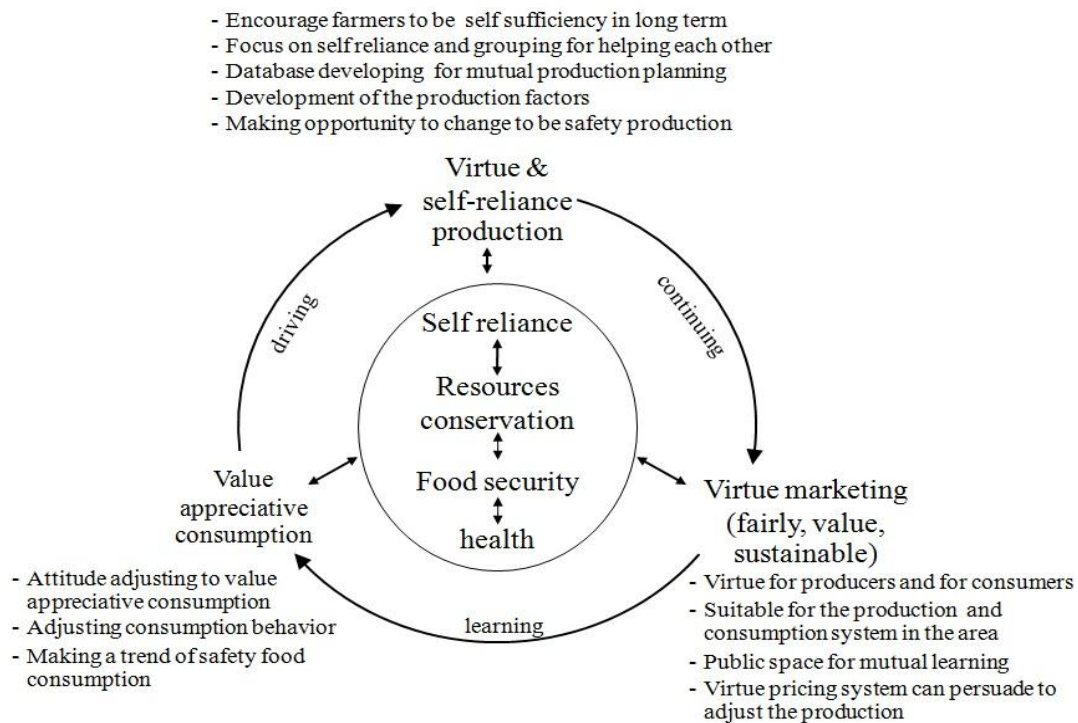 - Encourage farmers to be self sufficiency in long term
- Focus on self reliance and grouping for helping each other
- Database developing for mutual production planning
- Development of the production factors
- Making opportunity to change to be safety production
Virtue &
self-reliance
production
driving
continuing
Self reliance
Resources
conservation
Food security
health
Value
appreciative
consumption
Virtue marketing
(fairly, value,
sustainable)
- Attitude adjusting to value
appreciative consumption
- Adjusting consumption behavior
- Making a trend of safety food
consumption
learning
- Virtue for producers and for consumers
- Suitable for the production and
consumption system in the area
- Public space for mutual learning
- Virtue pricing system can persuade to
adjust the production